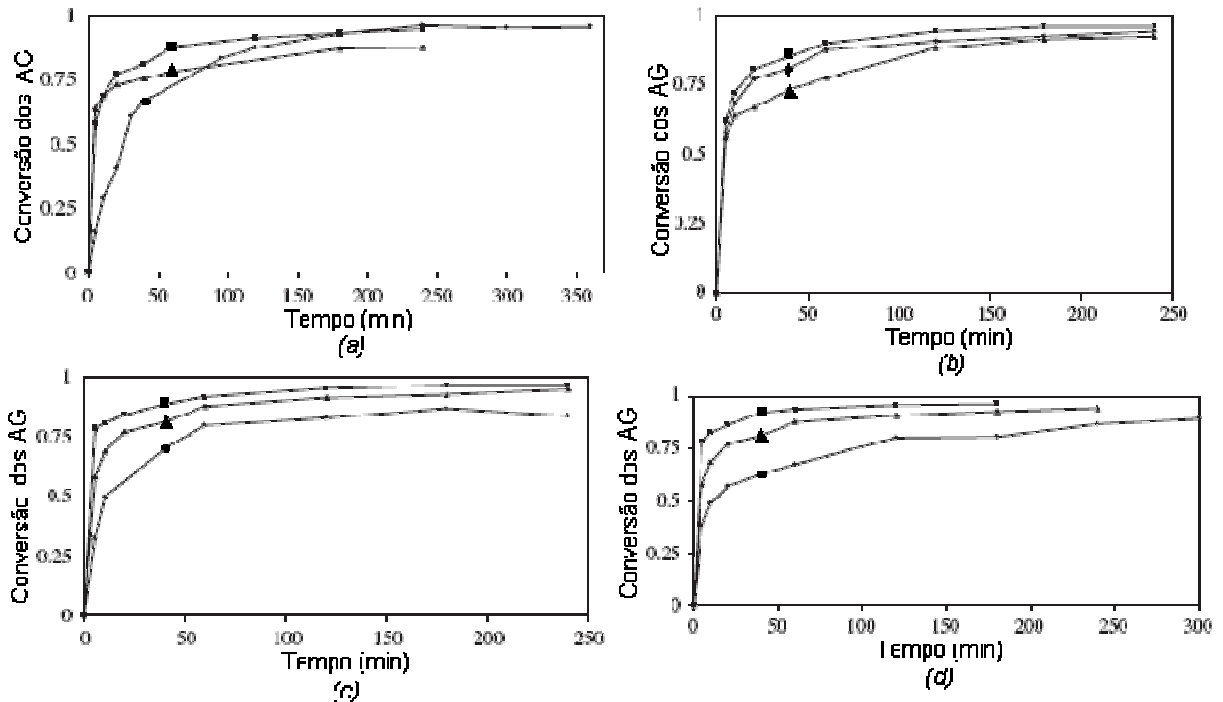 1
0.75
0.5
0.25
0
Conversão dos AG
0 50 100 150 200 250 300 350
Tempo (min)
(a)
1
0.75
0.5
0.25
0
Conversão cos AG
0 50 100 150 200 250
Tempo (min)
(b)
1
0.75
0.5
0.25
0
Conversão dos AG
0 50 100 150 200 250
Tempo (min)
(c)
1
0.75
0.5
0.25
0
Conversão dos AG
0 50 100 150 200 250 300
Tempo (min)
(d)